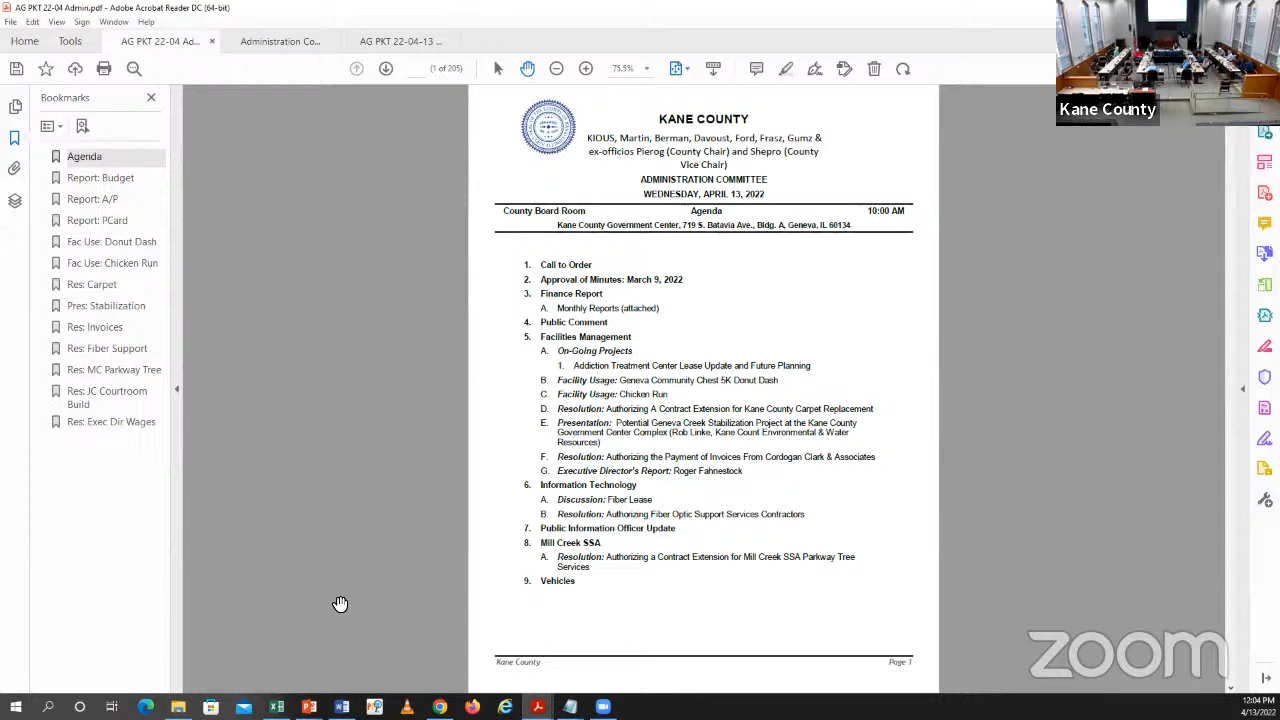 AG PKT 22-04 Admin.pdf - Adobe Acrobat Reader DC (64-bit)
File Edit View Sign Window Help
Home Tools AG PKT 22-04 Ad... × Administration Co... AG PKT 22-04-13 ...
(1 of 205) 75.5%
Kane County
Bookmarks
Agenda
Report: Budget
Report: A/P
Report: PCard
Fac Use: Donut Dash
Fac Use: Chicken Run
Res: Carpet
Pres: Stabilization
Res: Invoices
Res: Fiber Support
Res: MC Parkway Tree
Res: JC Courtroom
Build
Res: Exec Dir Wages
KANE COUNTY
KIOUS, Martin, Berman, Davoust, Ford, Frasz, Gumz &
ex-officios Pierog (County Chair) and Shepro (County
Vice Chair)
ADMINISTRATION COMMITTEE
WEDNESDAY, APRIL 13, 2022
County Board Room Agenda 10:00 AM
Kane County Government Center, 719 S. Batavia Ave., Bldg. A, Geneva, IL 60134
1. Call to Order
2. Approval of Minutes: March 9, 2022
3. Finance Report
A. Monthly Reports (attached)
4. Public Comment
5. Facilities Management
A. On-Going Projects
1. Addiction Treatment Center Lease Update and Future Planning
B. Facility Usage: Geneva Community Chest 5K Donut Dash
C. Facility Usage: Chicken Run
D. Resolution: Authorizing A Contract Extension for Kane County Carpet Replacement
E. Presentation: Potential Geneva Creek Stabilization Project at the Kane County
Government Center Complex (Rob Linke, Kane Count Environmental & Water
Resources)
F. Resolution: Authorizing the Payment of Invoices From Cordogan Clark & Associates
G. Executive Director's Report: Roger Fahnestock
6. Information Technology
A. Discussion: Fiber Lease
B. Resolution: Authorizing Fiber Optic Support Services Contractors
7. Public Information Officer Update
8. Mill Creek SSA
A. Resolution: Authorizing a Contract Extension for Mill Creek SSA Parkway Tree
Services
9. Vehicles
Kane County Page 1
zoom
12:04 PM
4/13/2022